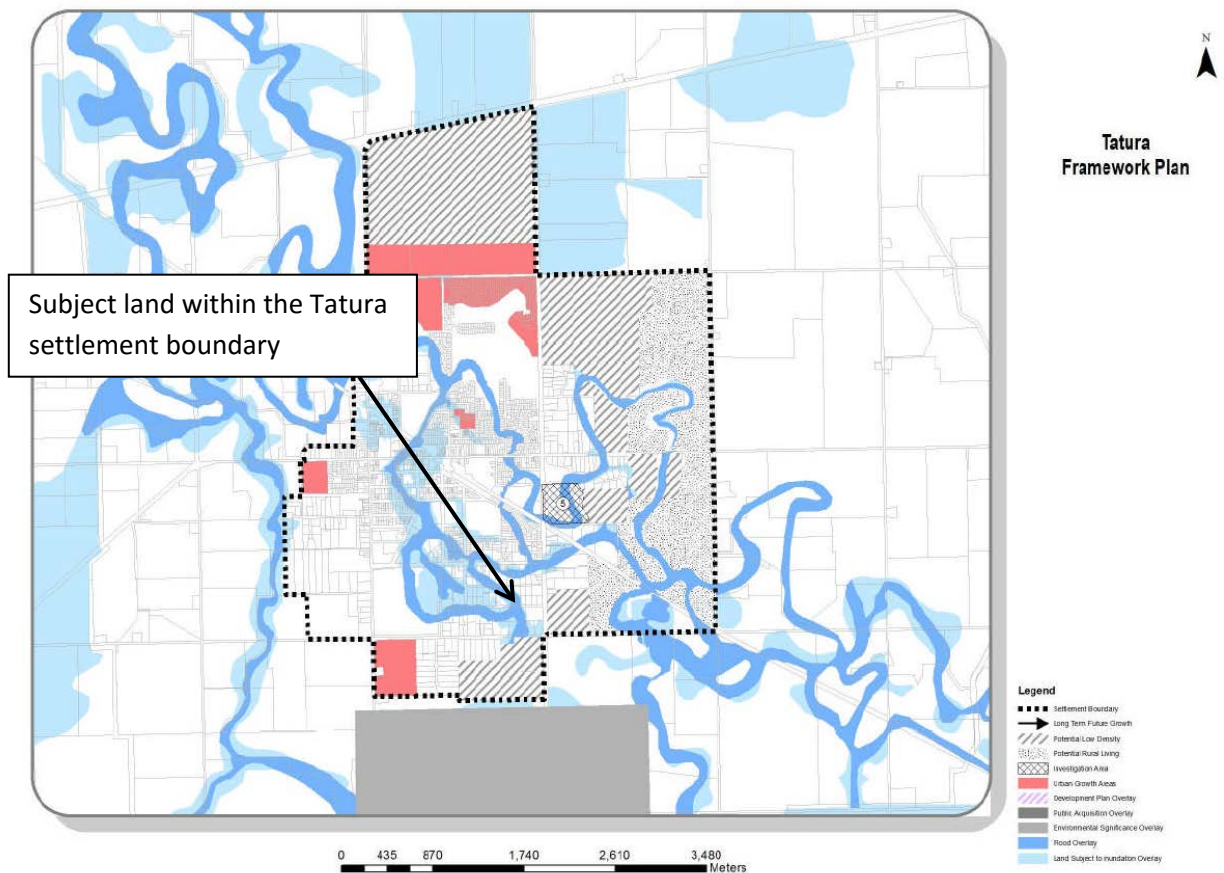 N
Tatura
Framework Plan
Subject land within the Tatura
settlement boundary
5
Legend
Settlement Boundary
Long Term Future Growth
Potential Low Density
Potential Rural Living
Investigation Area
Urban Growth Areas
Development Plan Overlay
Public Acquisition Overlay
Environmental Significance Overlay
Flood Overlay
Land Subject to Inundation Overlay
0 435 870 1,740 2,610 3,480
Meters